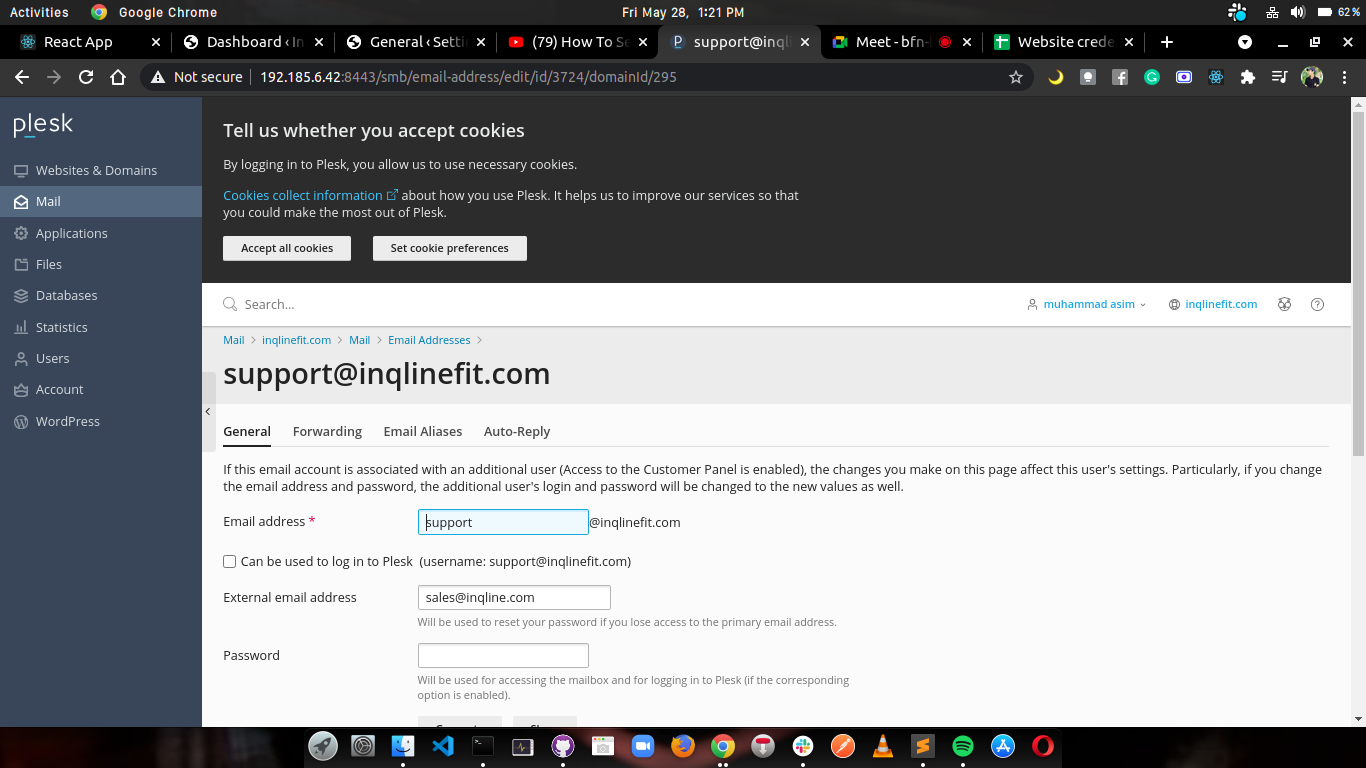 Activities
Google Chrome
Fri May 28, 1:21 PM
62%
React App
Dashboard ‹ In
General ‹ Setti
(79) How To Se
support@inqli
Meet - bfn-
Website crede
Not secure
192.185.6.42:8443/smb/email-address/edit/id/3724/domainId/295
plesk
Websites & Domains
Mail
Applications
Files
Databases
Statistics
Users
Account
WordPress
Tell us whether you accept cookies
By logging in to Plesk, you allow us to use necessary cookies.
Cookies collect information about how you use Plesk. It helps us to improve our services so that
you could make the most out of Plesk.
Accept all cookies
Set cookie preferences
Search...
muhammad asim
inqlinefit.com
Mail > inqlinefit.com > Mail > Email Addresses >
support@inqlinefit.com
General
Forwarding
Email Aliases
Auto-Reply
If this email account is associated with an additional user (Access to the Customer Panel is enabled), the changes you make on this page affect this user's settings. Particularly, if you change
the email address and password, the additional user's login and password will be changed to the new values as well.
Email address *
support
@inqlinefit.com
Can be used to log in to Plesk (username: support@inqlinefit.com)
External email address
sales@inqline.com
Will be used to reset your password if you lose access to the primary email address.
Password
Will be used for accessing the mailbox and for logging in to Plesk (if the corresponding
option is enabled).